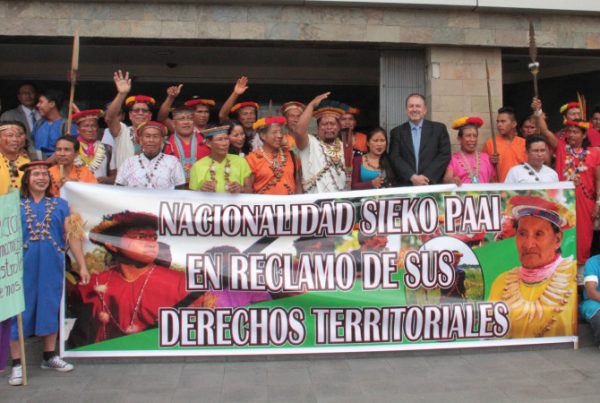 NACIONALIDAD SIEKO PAAI
EN RECLAMO DE SUS
DERECHOS TERRITORIALES